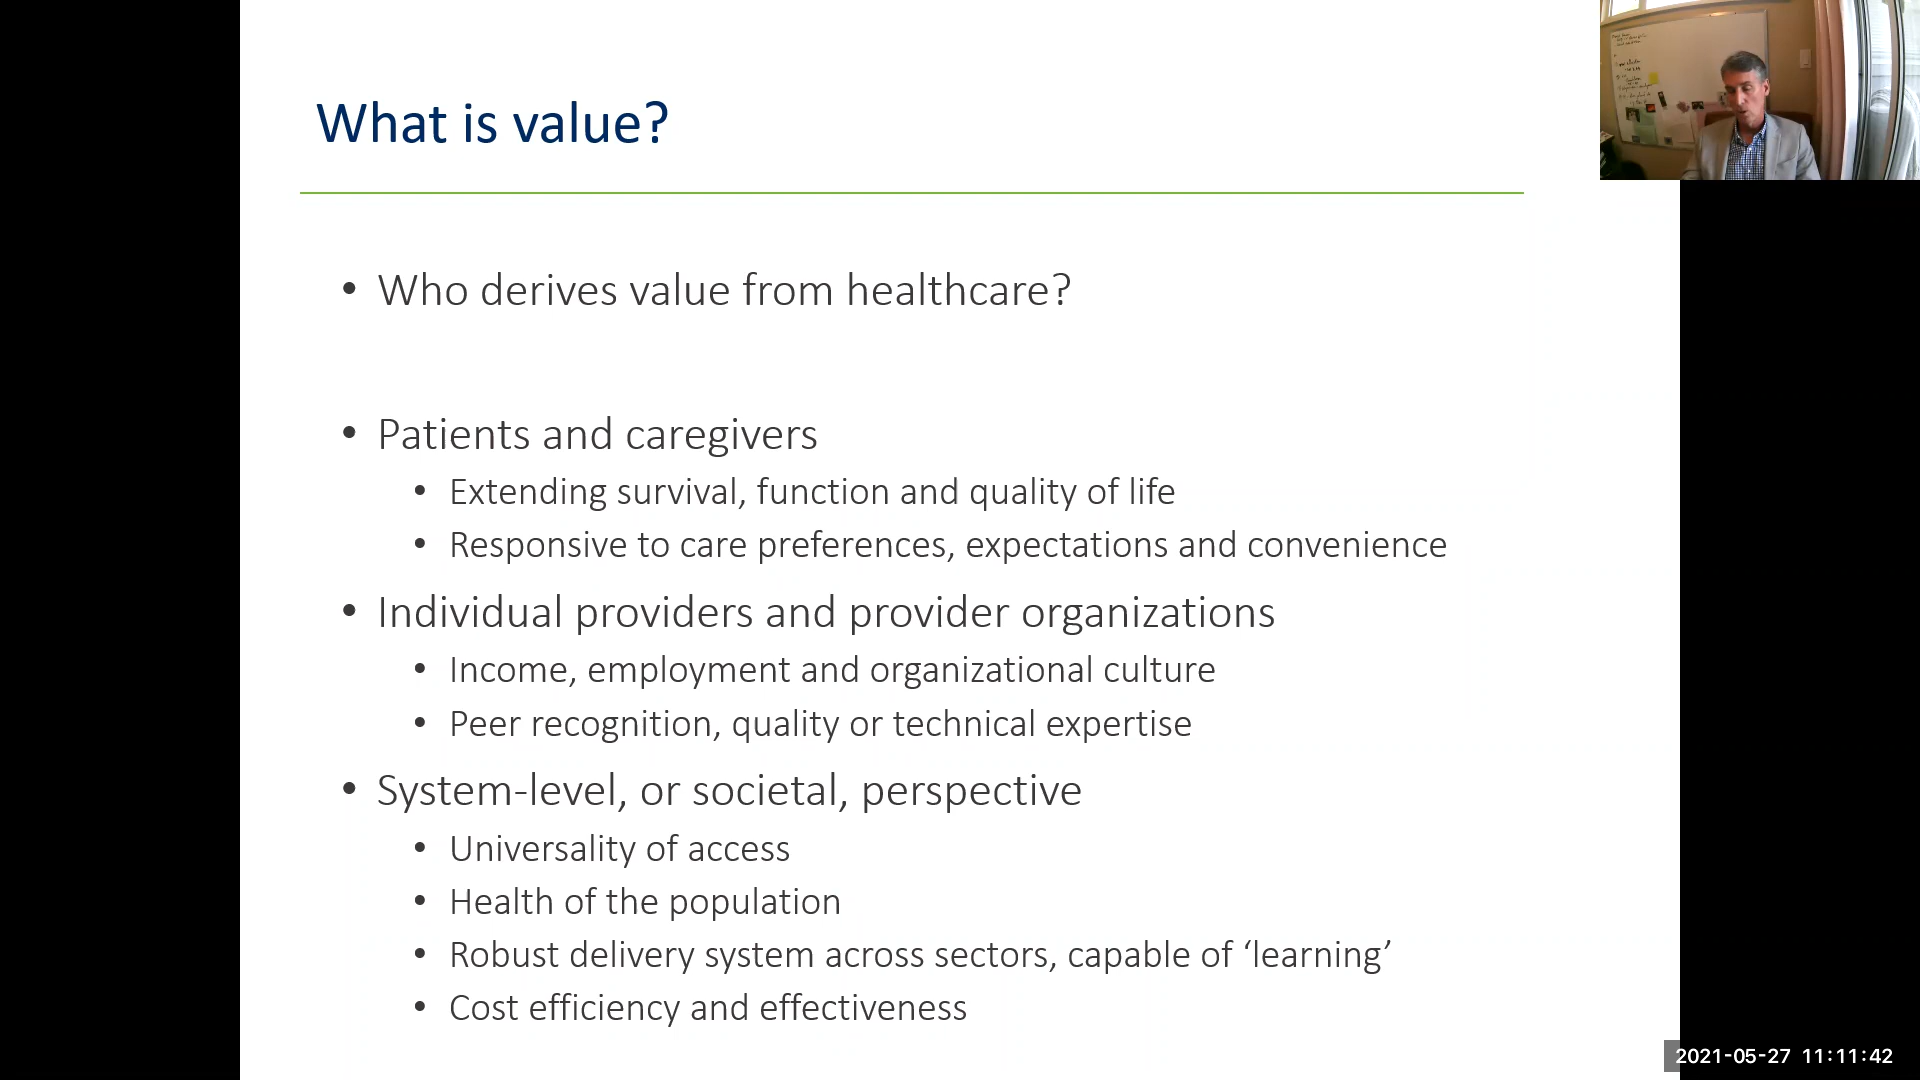 What is value?
• Who derives value from healthcare?
• Patients and caregivers
• Extending survival, function and quality of life
• Responsive to care preferences, expectations and convenience
• Individual providers and provider organizations
• Income, employment and organizational culture
• Peer recognition, quality or technical expertise
• System-level, or societal, perspective
• Universality of access
• Health of the population
• Robust delivery system across sectors, capable of ‘learning’
• Cost efficiency and effectiveness
2021-05-27 11:11:42